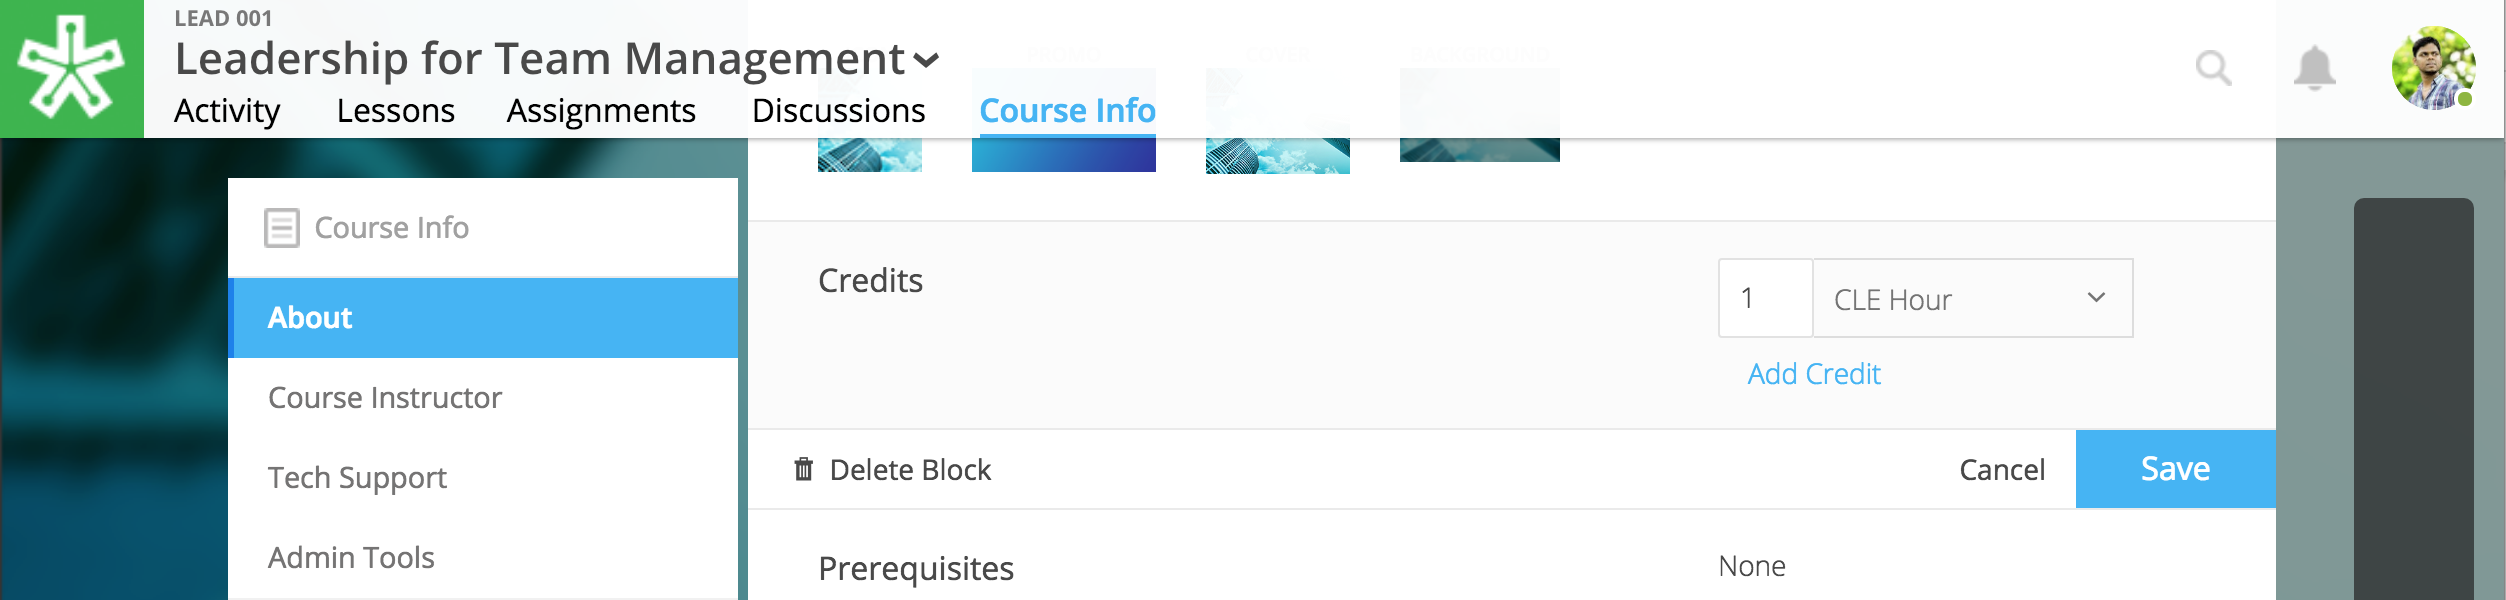 LEAD 001
Leadership for Team Management
Activity Lessons Assignments Discussions Course Info
Course Info
About
Course Instructor
Tech Support
Admin Tools
Credits
1 CLE Hour
Add Credit
Delete Block Cancel Save
Prerequisites None